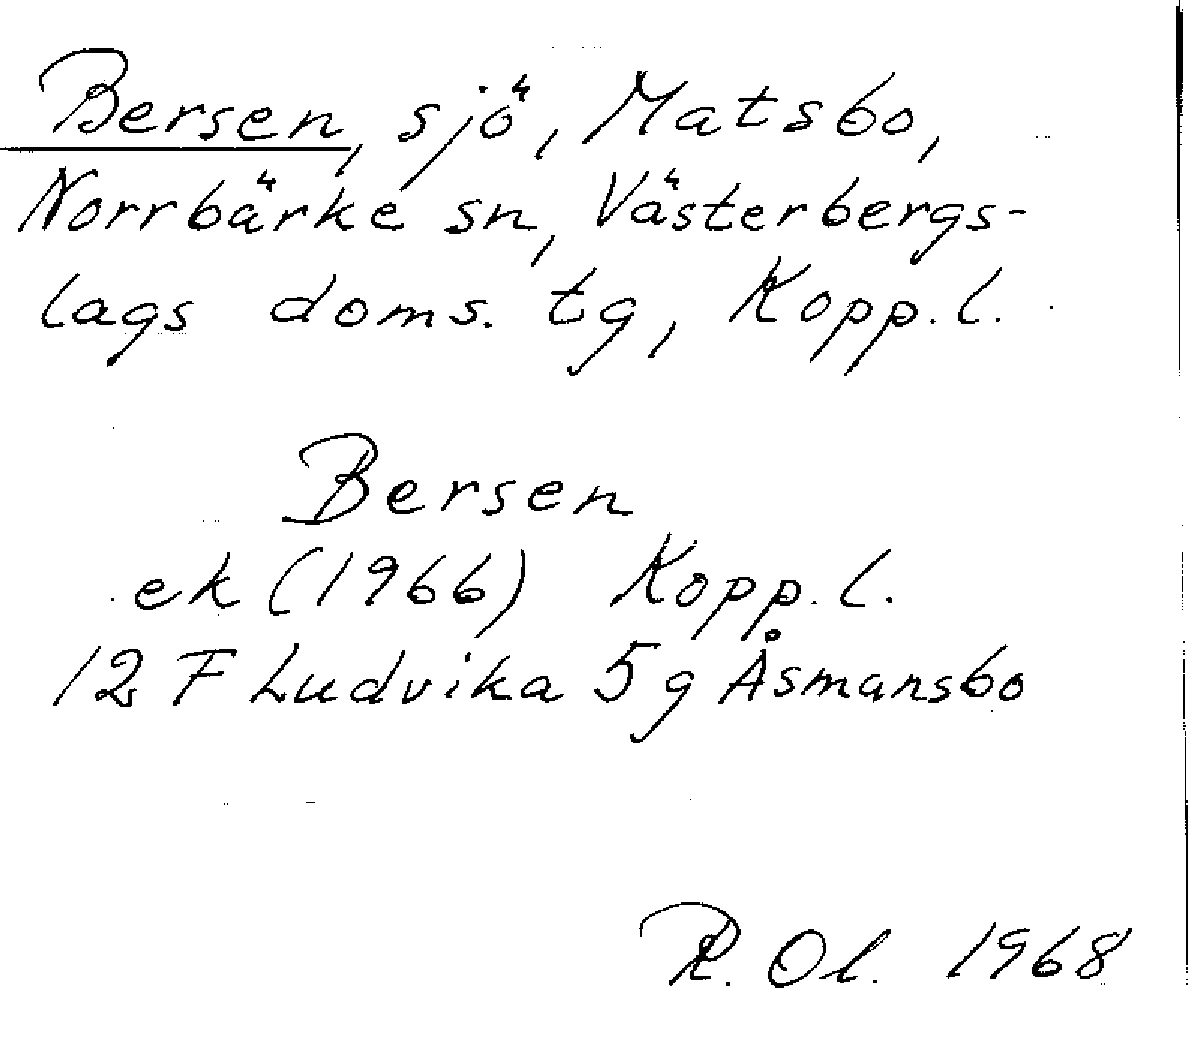 Bersen, sjö, Matsbo,
Norrbärke sn, Västerbergs-
lags doms. tg, Kopp. l.
Bersen
ek (1966) Kopp. l.
12 F Ludvika 5 g Åsmansbo
R. Ol. 1968